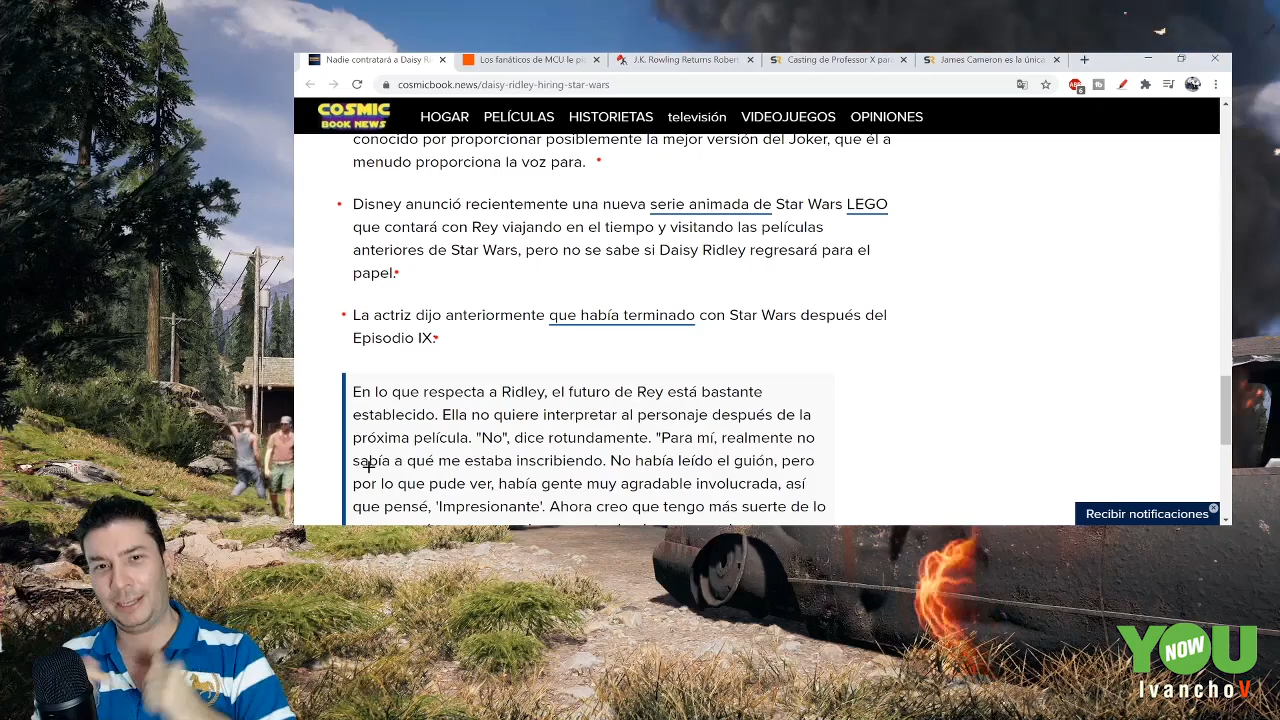 Nadie contratará a Daisy R
Los fanáticos de MCU le p
J.K. Rowling Returns Robert
Casting de Professor X para
James Cameron es la única
cosmicbook.news/daisy-ridley-hiring-star-wars
COSMIC
BOOK NEWS
HOGAR PELÍCULAS HISTORIETAS televisión VIDEOJUEGOS OPINIONES
conocido por proporcionar posiblemente la mejor versión del Joker, que él a
menudo proporciona la voz para.
Disney anunció recientemente una nueva serie animada de Star Wars LEGO
que contará con Rey viajando en el tiempo y visitando las películas
anteriores de Star Wars, pero no se sabe si Daisy Ridley regresará para el
papel.
La actriz dijo anteriormente que había terminado con Star Wars después del
Episodio IX.
En lo que respecta a Ridley, el futuro de Rey está bastante
establecido. Ella no quiere interpretar al personaje después de la
próxima película. "No", dice rotundamente. "Para mí, realmente no
sabía a qué me estaba inscribiendo. No había leído el guión, pero
por lo que pude ver, había gente muy agradable involucrada, así
que pensé, 'Impresionante'. Ahora creo que tengo más suerte de lo
Recibir notificaciones
YOU
NOW
IvanchoV